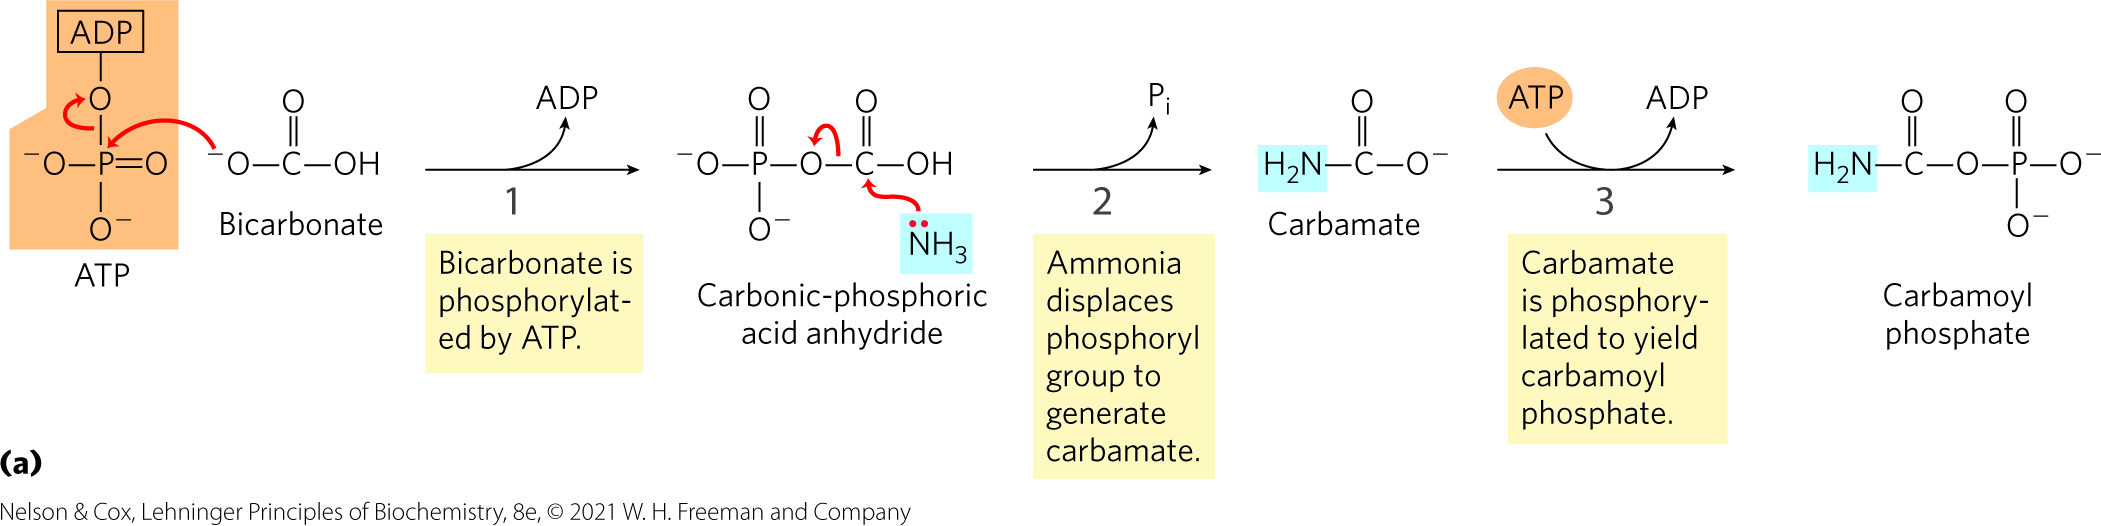 ADP
O
⁻O—P=O
O⁻
ATP
O
⁻O—C—OH
Bicarbonate
ADP
1
Bicarbonate is
phosphorylat-
ed by ATP.
O O
⁻O—P—O—C—OH
O⁻
NH₃
Carbonic-phosphoric
acid anhydride
Pᵢ
2
Ammonia
displaces
phosphoryl
group to
generate
carbamate.
O
H₂N—C—O⁻
Carbamate
ATP ADP
3
Carbamate
is phosphory-
lated to yield
carbamoyl
phosphate.
O O
H₂N—C—O—P—O⁻
O⁻
Carbamoyl
phosphate
(a)
Nelson & Cox, Lehninger Principles of Biochemistry, 8e, © 2021 W. H. Freeman and Company